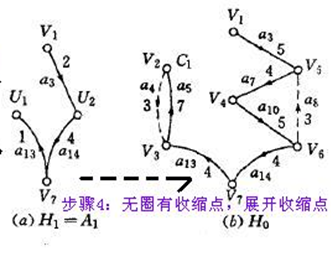 V₁
2
a₃
U₁
U₂
1
a₁₃
4
a₁₄
V₇
(a) H₁=A₁
V₁
a₃
5
V₂
C₁
V₅
a₇
4
a₄
3
a₅
7
V₄
a₁₀
5
a₈
3
V₃
V₆
a₁₃
4
a₁₄
4
V₇
步骤4：无圈有收缩点，展开收缩点
(b) H₀